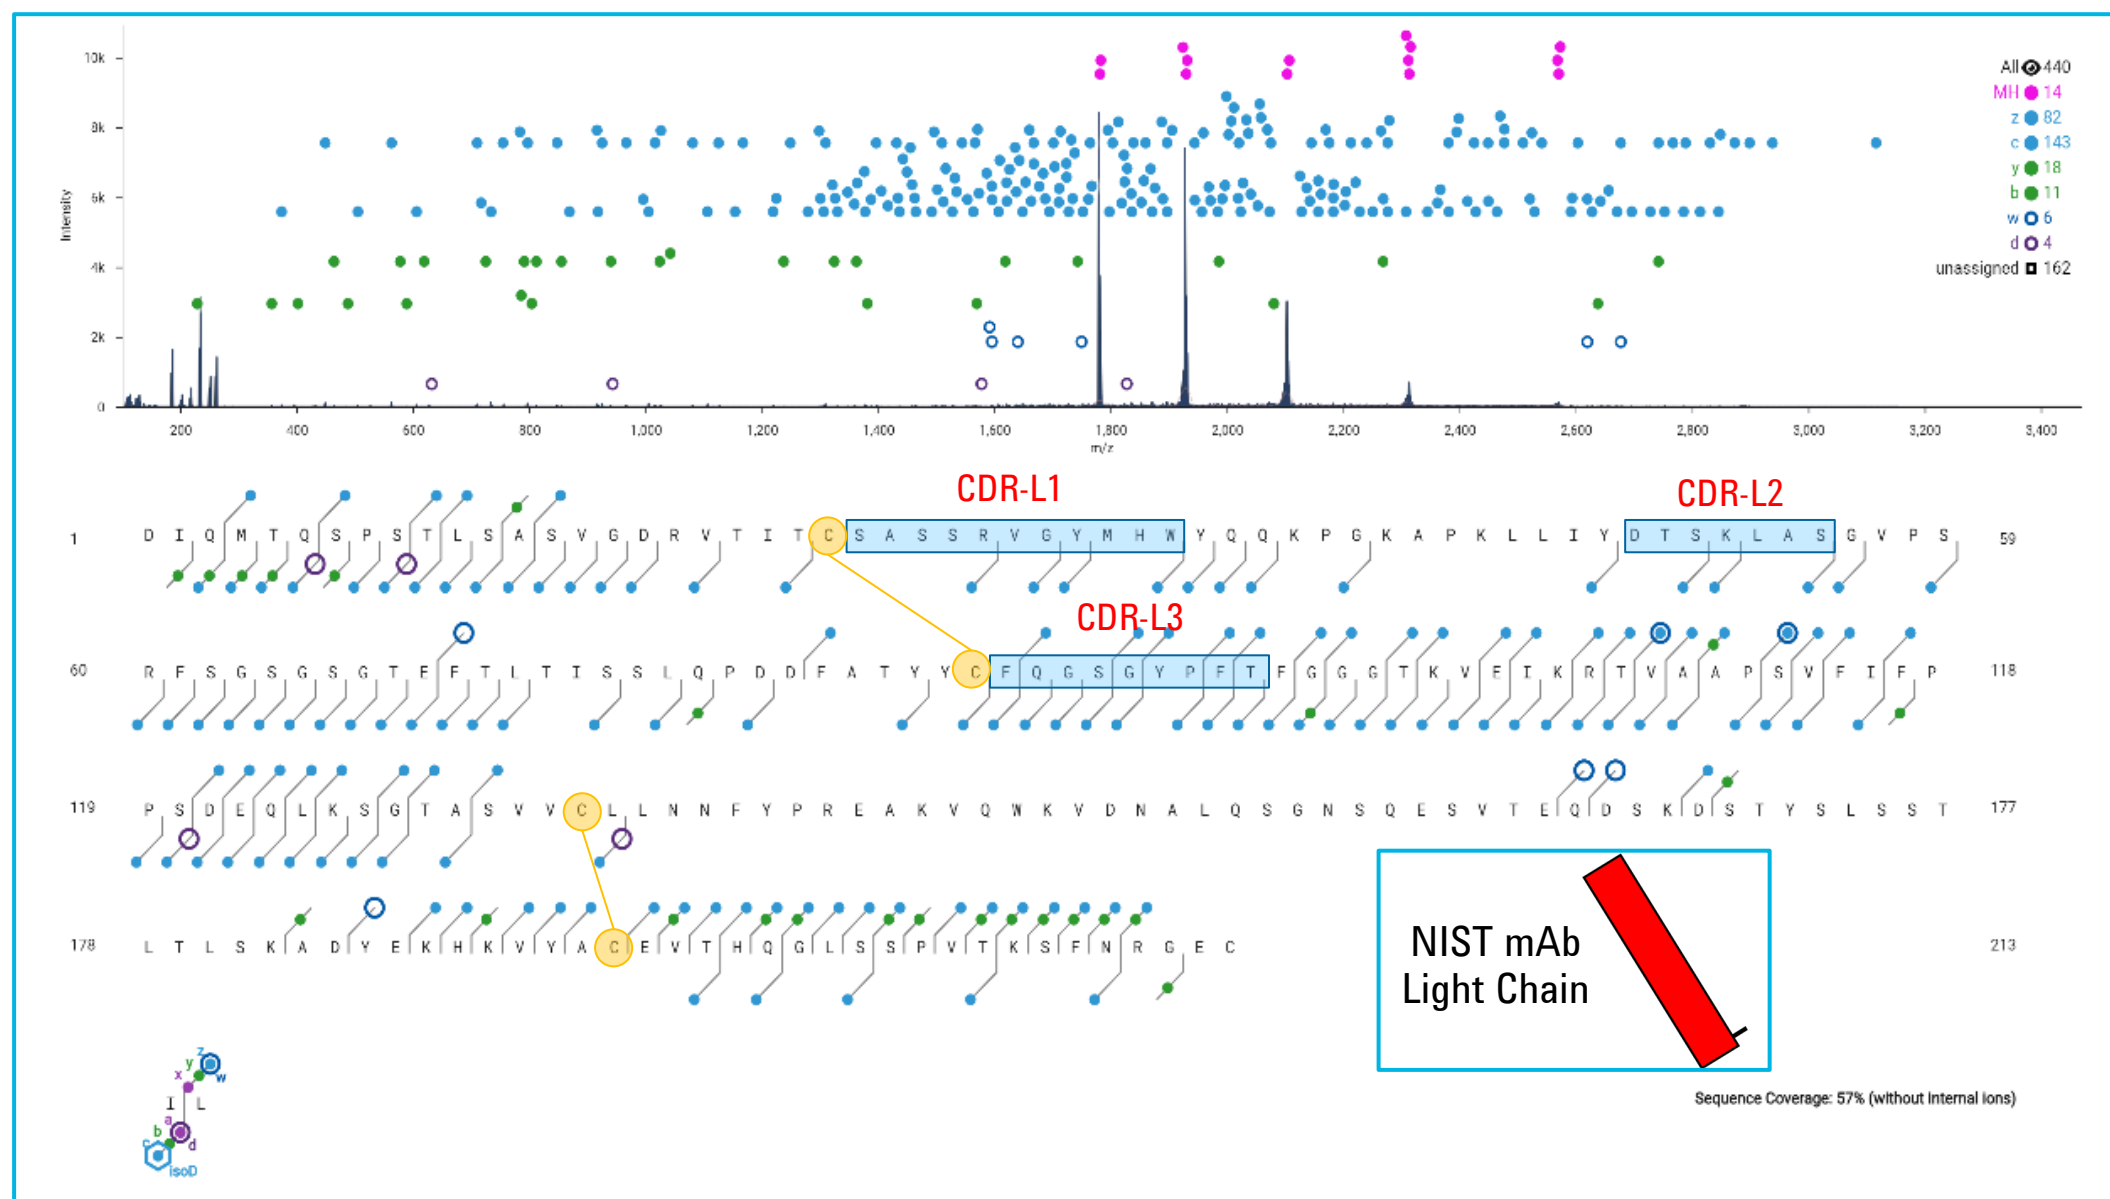 10k
8k
6k
4k
2k
0
Intensity
200 400 600 800 1,000 1,200 1,400 1,600 1,800 2,000 2,200 2,400 2,600 2,800 3,000 3,200 3,400
m/z
All 440
MH 14
z 82
c 143
y 18
b 11
w 6
d 4
unassigned 162
CDR-L1
CDR-L2
1 D I Q M T Q S P S T L S A S V G D R V T I T C S A S S R V G Y M H W Y Q Q K P G K A P K L L I Y D T S K L A S G V P S 59
CDR-L3
60 R F S G S G S G T E F T L T I S S L Q P D D F A T Y Y C F Q G S G Y P F T F G G G T K V E I K R T V A A P S V F I F P 118
119 P S D E Q L K S G T A S V V C L L N N F Y P R E A K V Q W K V D N A L Q S G N S Q E S V T E Q D S K D S T Y S L S S T 177
178 L T L S K A D Y E K H K V Y A C E V T H Q G L S S P V T K S F N R G E C 213
NIST mAb
Light Chain
z
y
x w
I L
a
b d
c
isoD
Sequence Coverage: 57% (without internal ions)